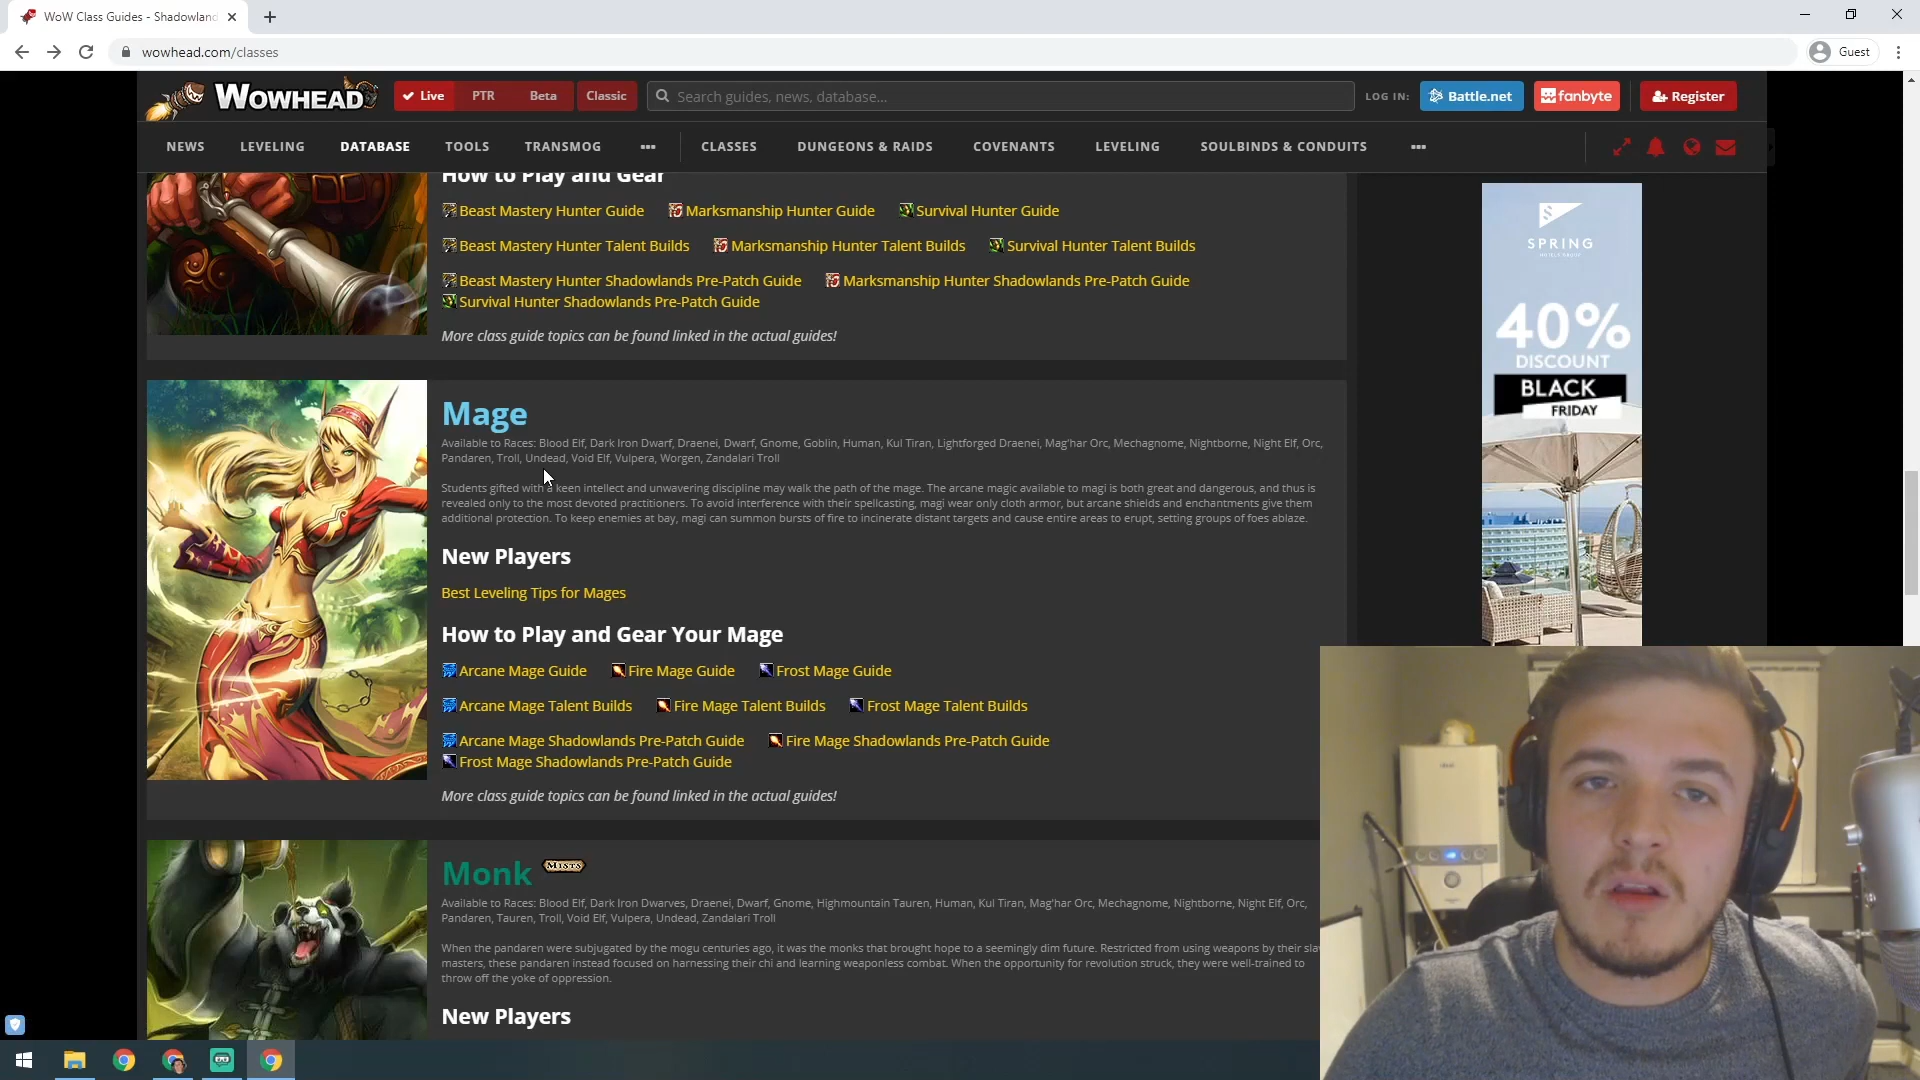 WoW Class Guides - Shadowland
wowhead.com/classes
Guest
WOWHEAD
Live
PTR
Beta
Classic
Search guides, news, database...
LOG IN:
Battle.net
fanbyte
Register
NEWS
LEVELING
DATABASE
TOOLS
TRANSMOG
CLASSES
DUNGEONS & RAIDS
COVENANTS
LEVELING
SOULBINDS & CONDUITS
How to Play and Gear
Beast Mastery Hunter Guide
Marksmanship Hunter Guide
Survival Hunter Guide
Beast Mastery Hunter Talent Builds
Marksmanship Hunter Talent Builds
Survival Hunter Talent Builds
Beast Mastery Hunter Shadowlands Pre-Patch Guide
Marksmanship Hunter Shadowlands Pre-Patch Guide
Survival Hunter Shadowlands Pre-Patch Guide
More class guide topics can be found linked in the actual guides!
SPRING
40%
DISCOUNT
BLACK
FRIDAY
Mage
Available to Races: Blood Elf, Dark Iron Dwarf, Draenei, Dwarf, Gnome, Goblin, Human, Kul Tiran, Lightforged Draenei, Mag'har Orc, Mechagnome, Nightborne, Night Elf, Orc,
Pandaren, Troll, Undead, Void Elf, Vulpera, Worgen, Zandalari Troll
Students gifted with a keen intellect and unwavering discipline may walk the path of the mage. The arcane magic available to magi is both great and dangerous, and thus is
revealed only to the most devoted practitioners. To avoid interference with their spellcasting, magi wear only cloth armor, but arcane shields and enchantments give them
additional protection. To keep enemies at bay, magi can summon bursts of fire to incinerate distant targets and cause entire areas to erupt, setting groups of foes ablaze.
New Players
Best Leveling Tips for Mages
How to Play and Gear Your Mage
Arcane Mage Guide
Fire Mage Guide
Frost Mage Guide
Arcane Mage Talent Builds
Fire Mage Talent Builds
Frost Mage Talent Builds
Arcane Mage Shadowlands Pre-Patch Guide
Fire Mage Shadowlands Pre-Patch Guide
Frost Mage Shadowlands Pre-Patch Guide
More class guide topics can be found linked in the actual guides!
Monk
MISTS
Available to Races: Blood Elf, Dark Iron Dwarves, Draenei, Dwarf, Gnome, Highmountain Tauren, Human, Kul Tiran, Mag'har Orc, Mechagnome, Nightborne, Night Elf, Orc,
Pandaren, Tauren, Troll, Void Elf, Vulpera, Undead, Zandalari Troll
When the pandaren were subjugated by the mogu centuries ago, it was the monks that brought hope to a seemingly dim future. Restricted from using weapons by their sla
masters, these pandaren instead focused on harnessing their chi and learning weaponless combat. When the opportunity for revolution struck, they were well-trained to
throw off the yoke of oppression.
New Players